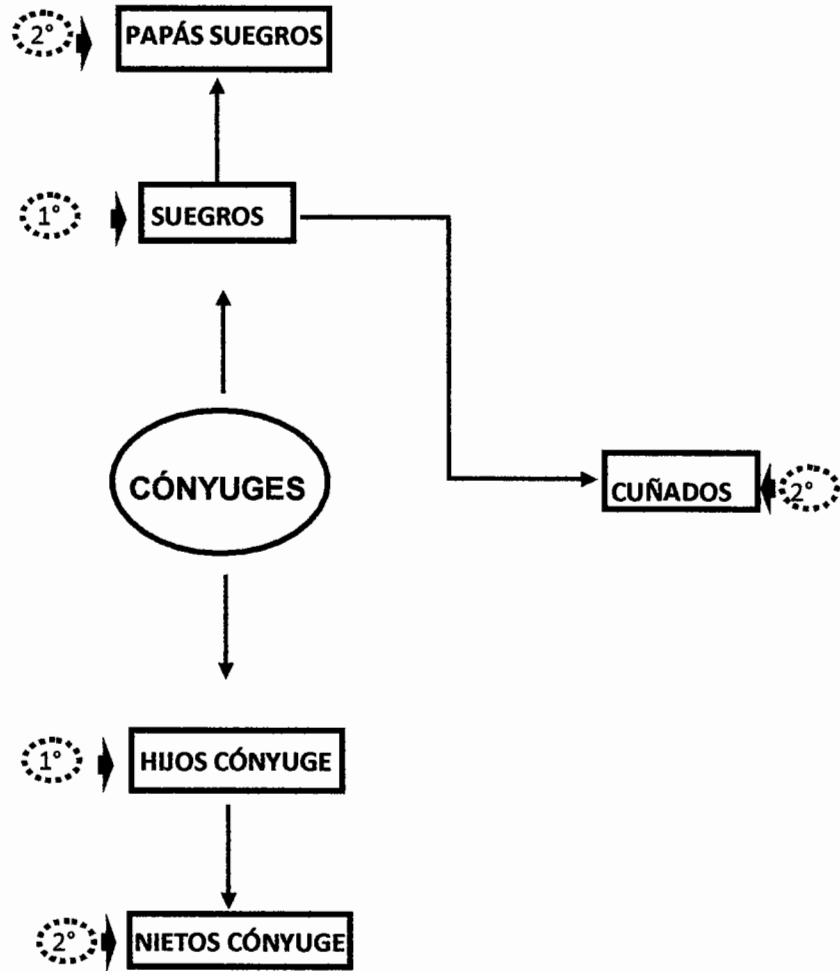 2°
PAPÁS SUEGROS
1°
SUEGROS
CÓNYUGES
CUÑADOS
2°
1°
HIJOS CÓNYUGE
2°
NIETOS CÓNYUGE